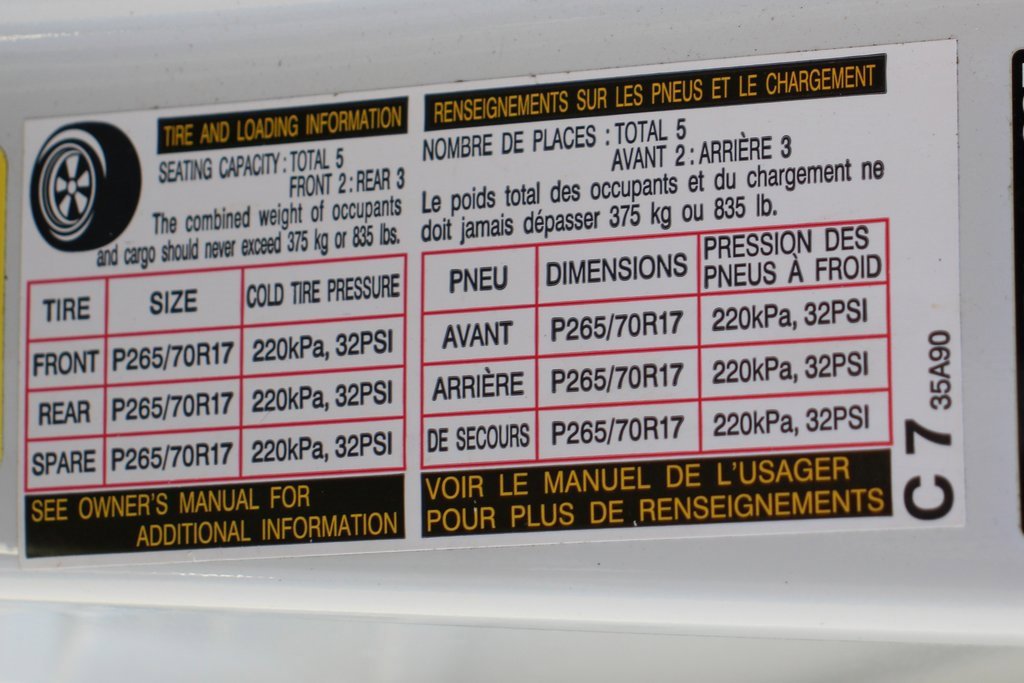 TIRE AND LOADING INFORMATION
SEATING CAPACITY : TOTAL 5
FRONT 2 : REAR 3
The combined weight of occupants
and cargo should never exceed 375 kg or 835 lbs.
TIRE SIZE COLD TIRE PRESSURE
FRONT P265/70R17 220kPa, 32PSI
REAR P265/70R17 220kPa, 32PSI
SPARE P265/70R17 220kPa, 32PSI
SEE OWNER'S MANUAL FOR
ADDITIONAL INFORMATION
RENSEIGNEMENTS SUR LES PNEUS ET LE CHARGEMENT
NOMBRE DE PLACES : TOTAL 5
AVANT 2 : ARRIÈRE 3
Le poids total des occupants et du chargement ne
doit jamais dépasser 375 kg ou 835 lb.
PNEU DIMENSIONS PRESSION DES
PNEUS À FROID
AVANT P265/70R17 220kPa, 32PSI
ARRIÈRE P265/70R17 220kPa, 32PSI
DE SECOURS P265/70R17 220kPa, 32PSI
VOIR LE MANUEL DE L'USAGER
POUR PLUS DE RENSEIGNEMENTS
C 7 35A90